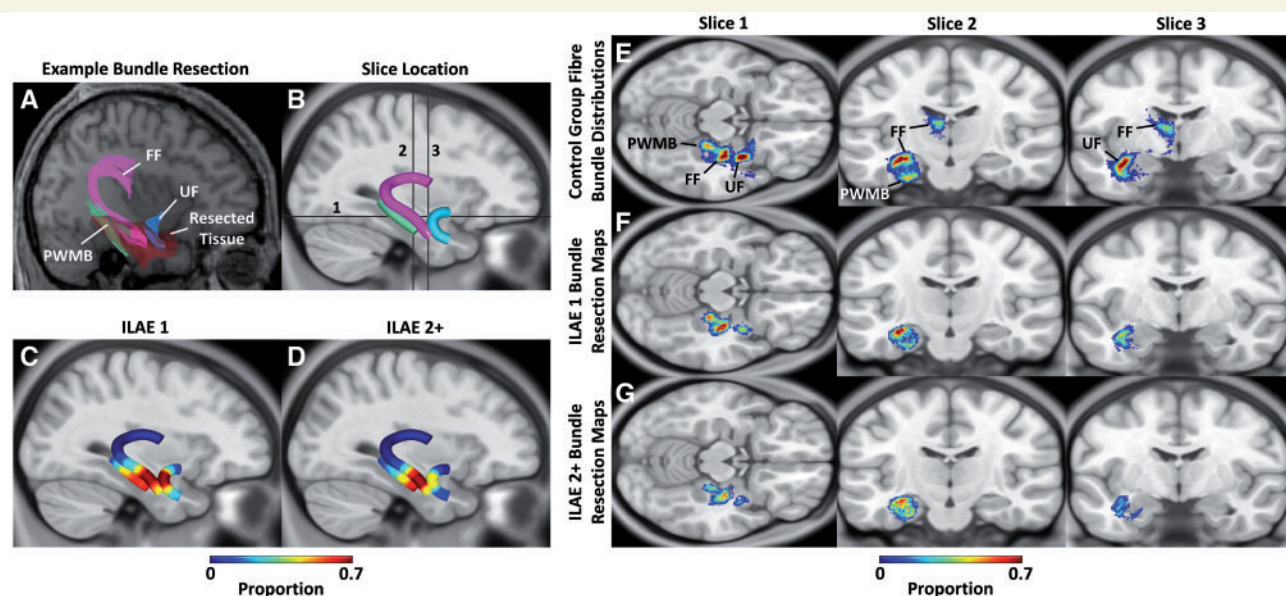 Example Bundle Resection
A
FF
UF
Resected
Tissue
PWMB
Slice Location
B
2
3
1
ILAE 1
C
ILAE 2+
D
0
0.7
Proportion
Slice 1
Slice 2
Slice 3
Control Group Fibre
Bundle Distributions
E
PWMB
FF
UF
FF
FF
PWMB
FF
UF
ILAE 1 Bundle
Resection Maps
F
ILAE 2+ Bundle
Resection Maps
G
0
0.7
Proportion